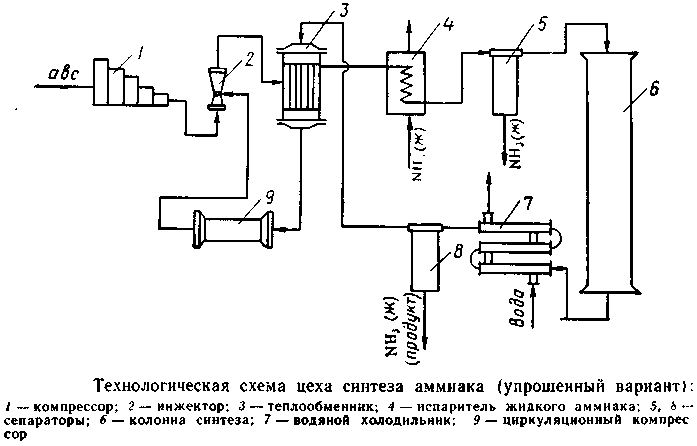 1
2
3
4
5
6
7
8
9
авс
NH3 (ж)
NH3 (ж)
NH3 (ж)
(продукт)
Вода
Технологическая схема цеха синтеза аммиака (упрошенный вариант):
1 — компрессор; 2 — инжектор; 3 — теплообменник; 4 — испаритель жидкого аммиака; 5, 8 —
сепараторы; 6 — колонна синтеза; 7 — водяной холодильник; 9 — циркуляционный компрес
сор